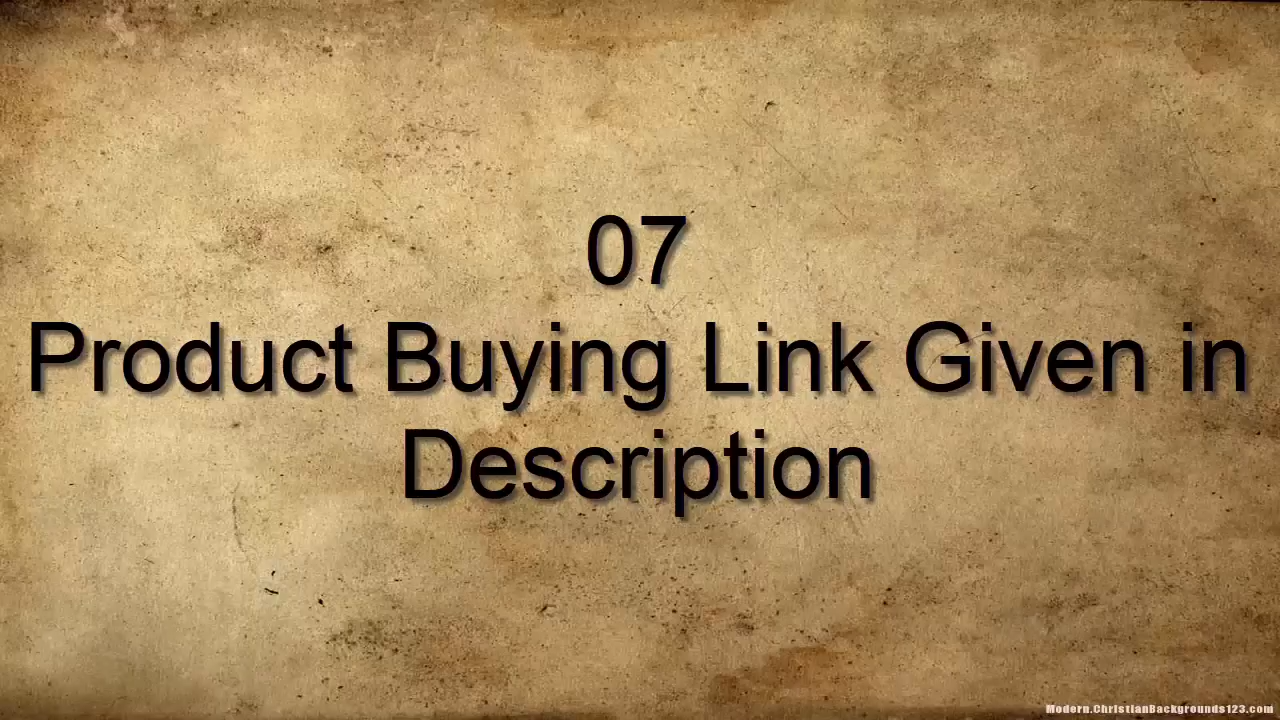 07
Product Buying Link Given in
Description
Modern.ChristianBackgrounds123.com